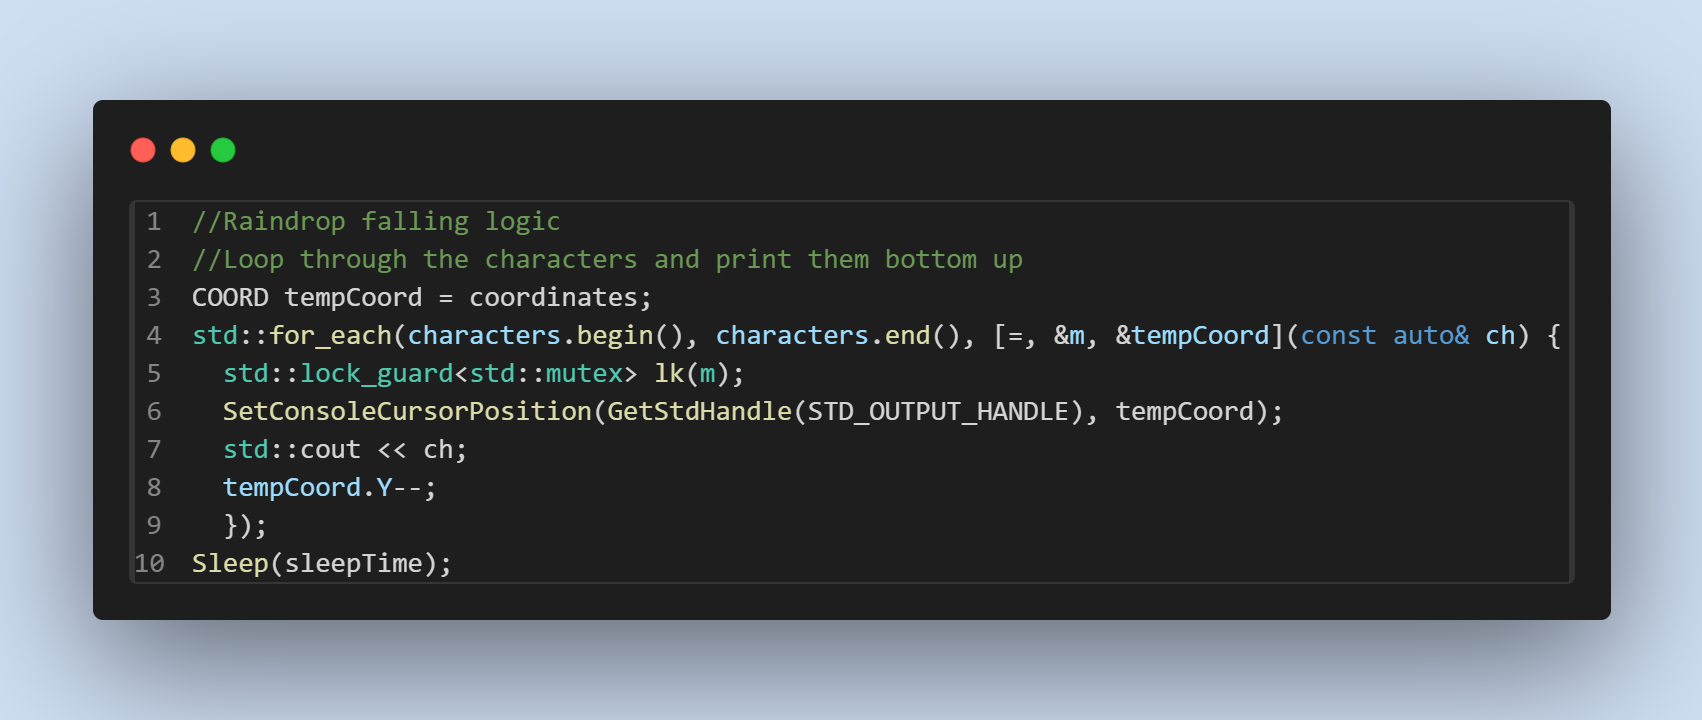 1 //Raindrop falling logic
2 //Loop through the characters and print them bottom up
3 COORD tempCoord = coordinates;
4 std::for_each(characters.begin(), characters.end(), [=, &m, &tempCoord](const auto& ch) {
5   std::lock_guard<std::mutex> lk(m);
6   SetConsoleCursorPosition(GetStdHandle(STD_OUTPUT_HANDLE), tempCoord);
7   std::cout << ch;
8   tempCoord.Y--;
9   });
10 Sleep(sleepTime);